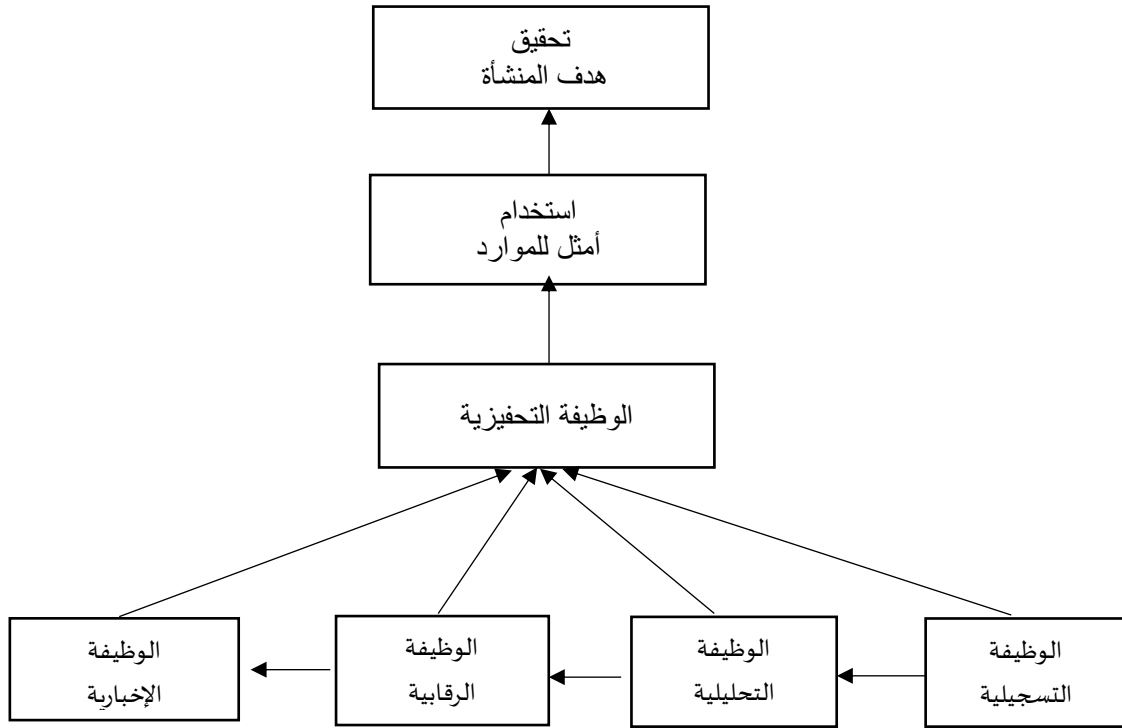 تحقيق
هدف المنشأة
استخدام
أمثل للموارد
الوظيفة التحفيزية
الوظيفة
التسجيلية
الوظيفة
التحليلية
الوظيفة
الرقابية
الوظيفة
الإخبارية